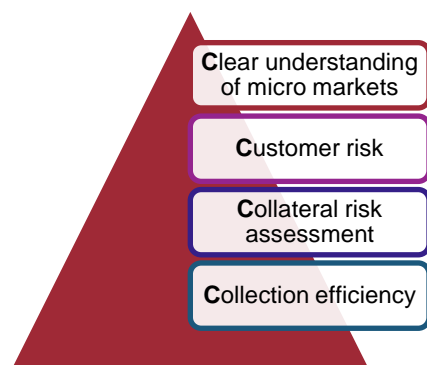 Clear understanding
of micro markets
Customer risk
Collateral risk
assessment
Collection efficiency